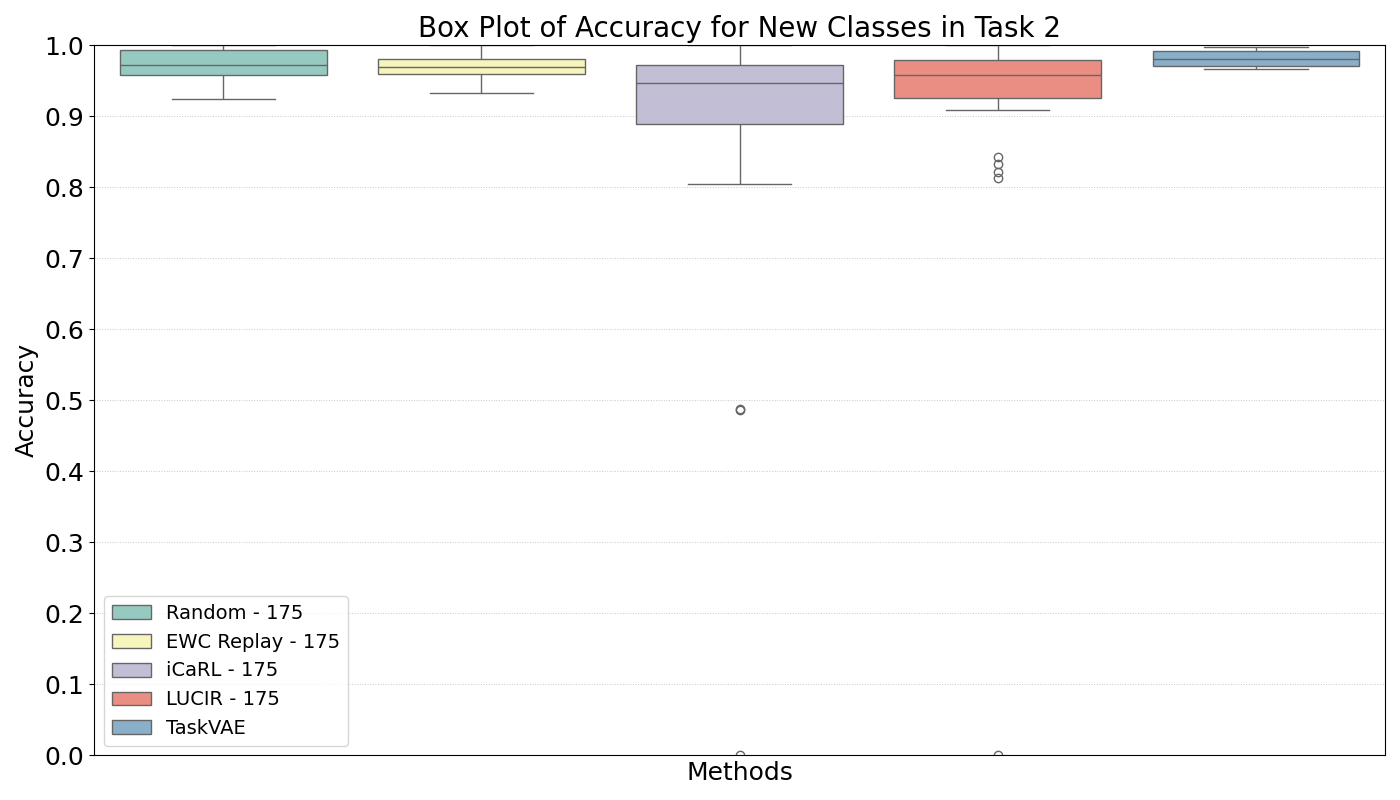 Box Plot of Accuracy for New Classes in Task 2
1.0
0.9
0.8
0.7
0.6
0.5
0.4
0.3
0.2
0.1
0.0
Accuracy
Random - 175
EWC Replay - 175
iCaRL - 175
LUCIR - 175
TaskVAE
Methods